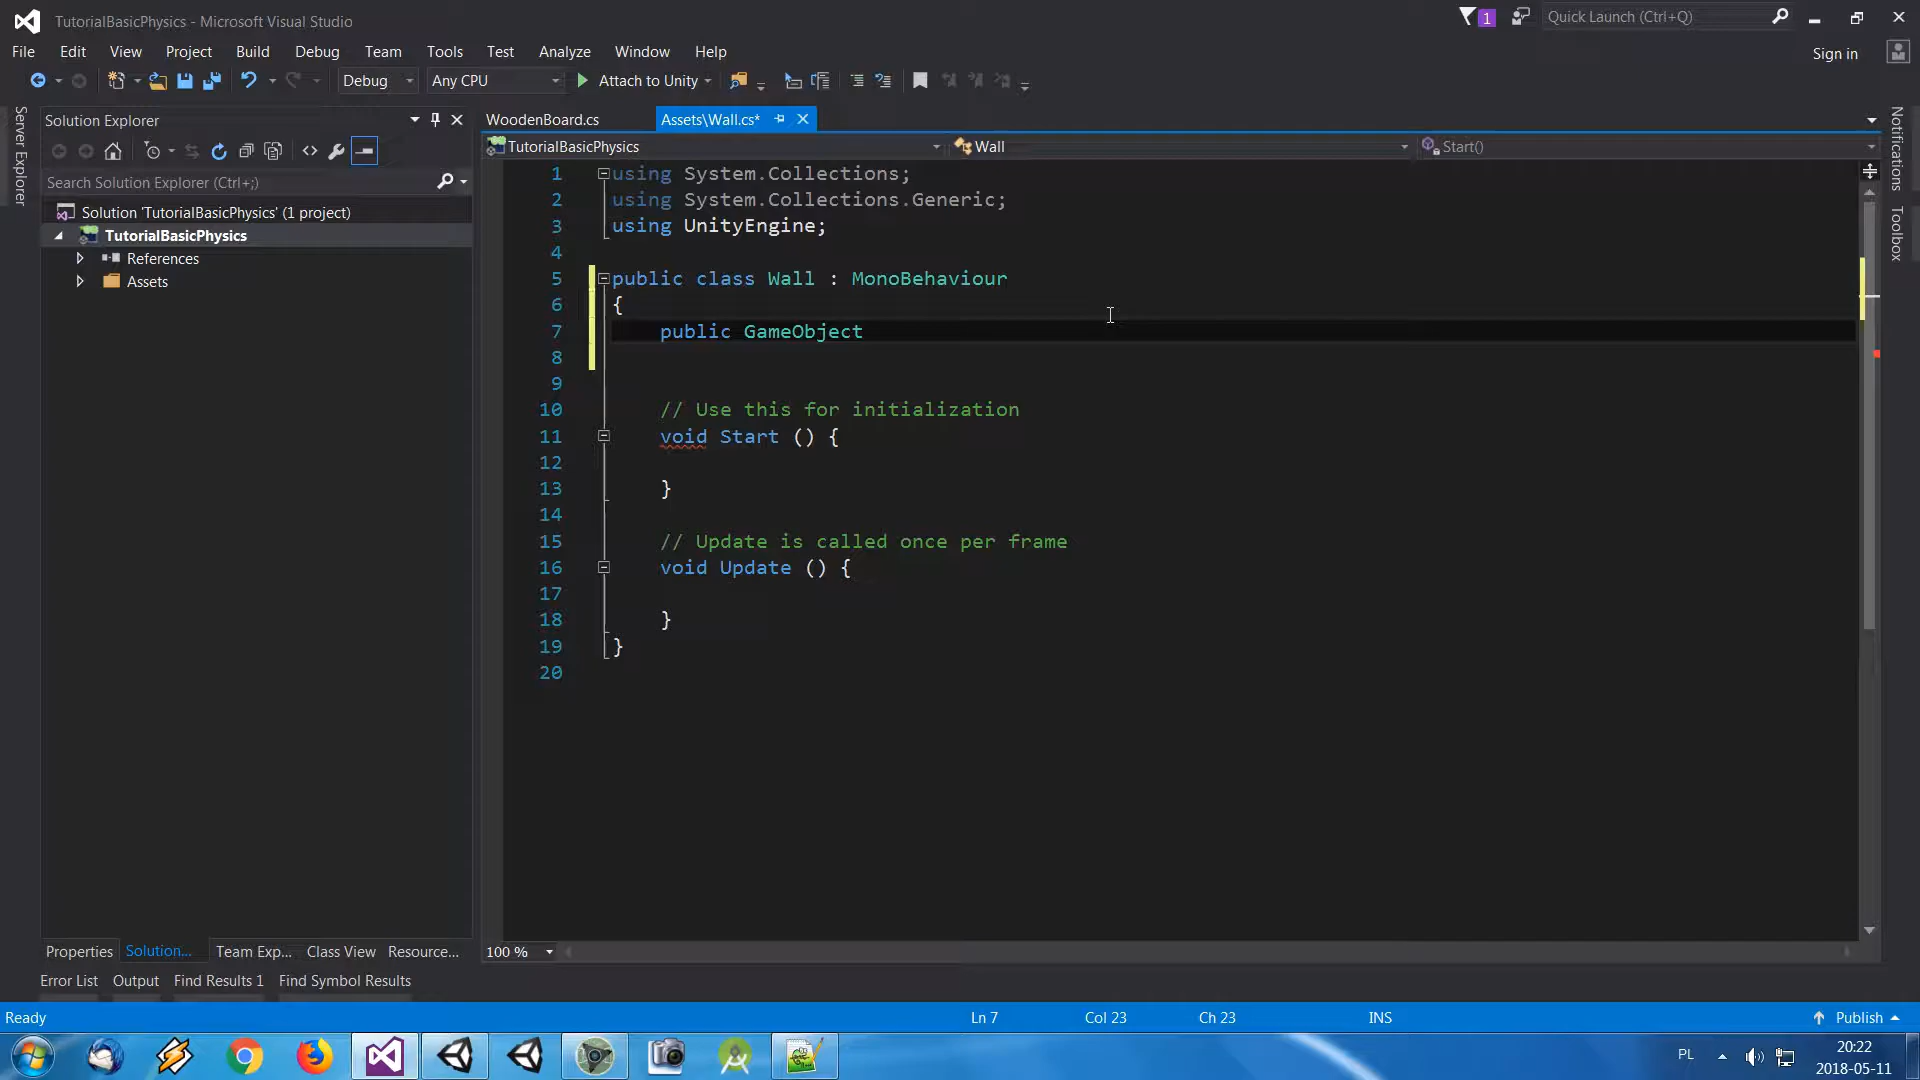 TutorialBasicPhysics - Microsoft Visual Studio
1
Quick Launch (Ctrl+Q)
File Edit View Project Build Debug Team Tools Test Analyze Window Help
Sign in
Debug
Any CPU
Attach to Unity
Server Explorer
Solution Explorer
Search Solution Explorer (Ctrl+;)
Solution 'TutorialBasicPhysics' (1 project)
TutorialBasicPhysics
References
Assets
WoodenBoard.cs
Assets\Wall.cs*
TutorialBasicPhysics
Wall
Start()
Notifications
Toolbox
1 using System.Collections;
2 using System.Collections.Generic;
3 using UnityEngine;
4
5 public class Wall : MonoBehaviour
6 {
7 public GameObject
8
9
10 // Use this for initialization
11 void Start () {
12
13 }
14
15 // Update is called once per frame
16 void Update () {
17
18 }
19 }
20
100 %
Properties Solution... Team Exp... Class View Resource...
Error List Output Find Results 1 Find Symbol Results
Ready
Ln 7
Col 23
Ch 23
INS
Publish
PL
20:22
2018-05-11